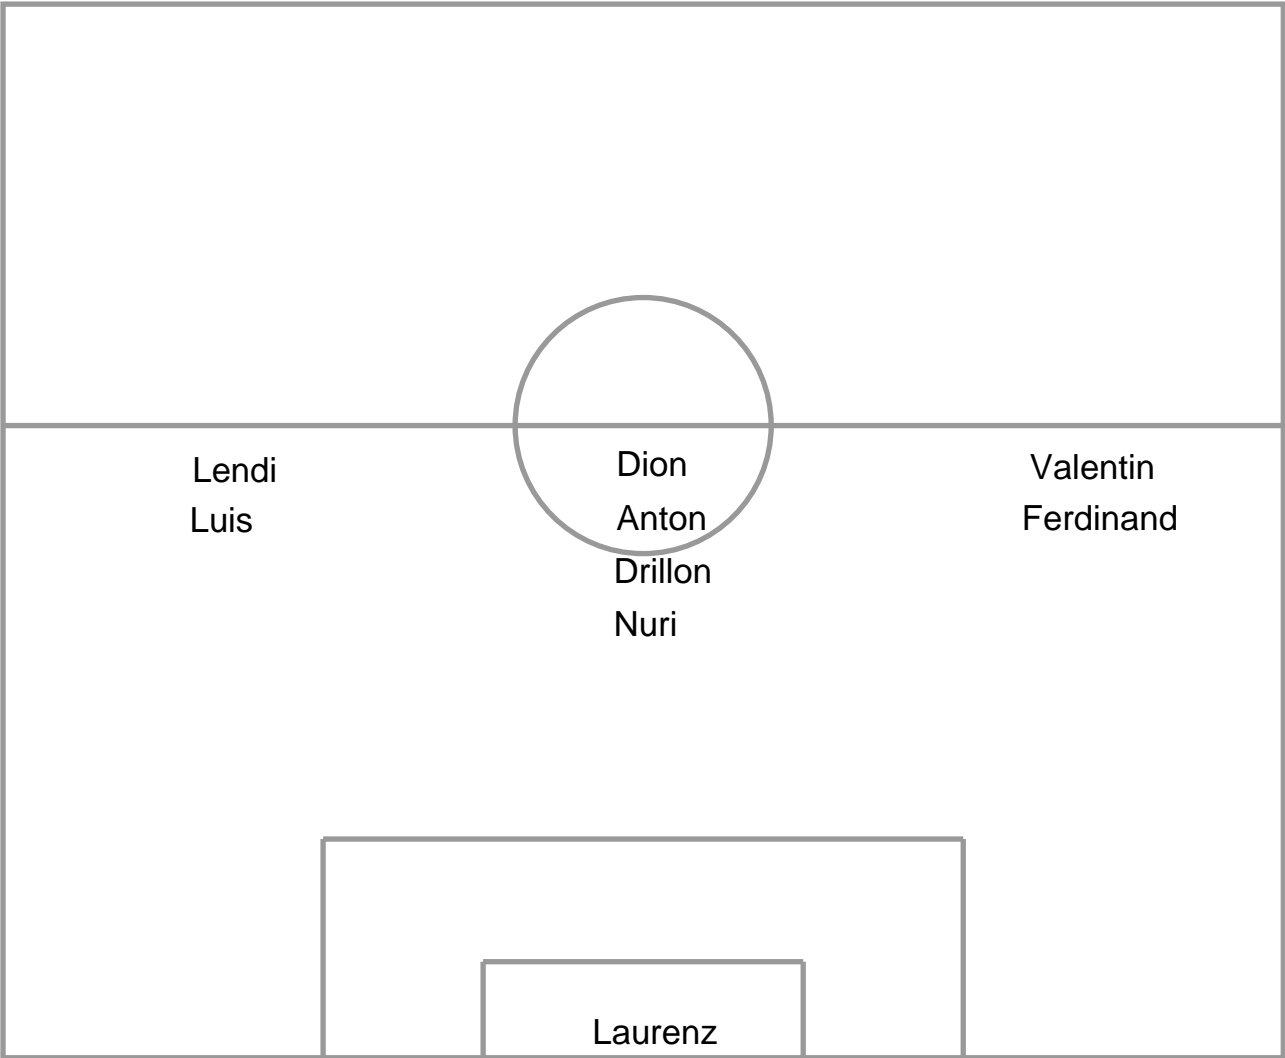 Lendi
Luis
Dion
Anton
Drillon
Nuri
Valentin
Ferdinand
Laurenz